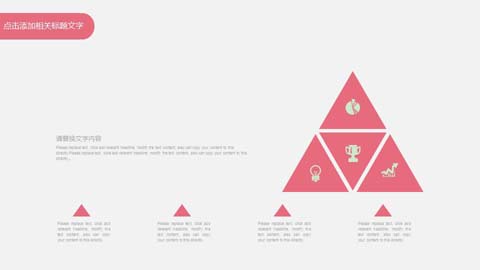 点击添加相关标题文字
请替换文字内容
Please replace text, click add relevant headline, modify the text content, also can copy your content to this
directly.Please replace text, click add relevant headline, modify the text content, also can copy your content to this
directly.
Please replace text, click add
relevant headline, modify the
text content, also can copy
your content to this directly.
Please replace text, click add
relevant headline, modify the
text content, also can copy
your content to this directly.
Please replace text, click add
relevant headline, modify the
text content, also can copy
your content to this directly.
Please replace text, click add
relevant headline, modify the
text content, also can copy
your content to this directly.